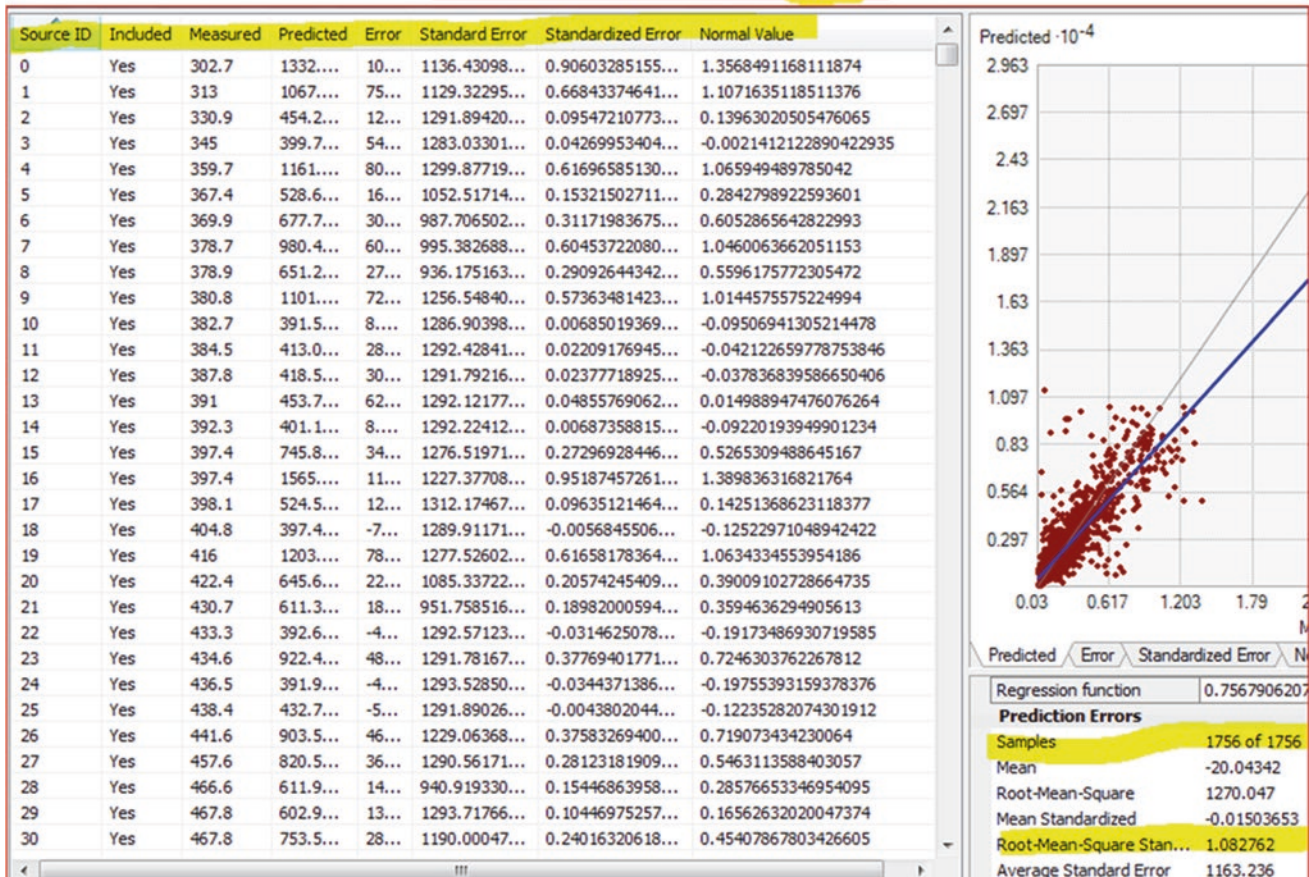 Source ID Included Measured Predicted Error Standard Error Standardized Error Normal Value
0 Yes 302.7 1332.... 10... 1136.43098... 0.90603285155... 1.3568491168111874
1 Yes 313 1067.... 75... 1129.32295... 0.66843374641... 1.1071635118511376
2 Yes 330.9 454.2... 12... 1291.89420... 0.09547210773... 0.13963020505476065
3 Yes 345 399.7... 54... 1283.03301... 0.04269953404... -0.0021412122890422935
4 Yes 359.7 1161.... 80... 1299.87719... 0.61696585130... 1.065949489785042
5 Yes 367.4 528.6... 16... 1052.51714... 0.15321502711... 0.2842798922593601
6 Yes 369.9 677.7... 30... 987.706502... 0.31171983675... 0.6052865642822993
7 Yes 378.7 980.4... 60... 995.382688... 0.60453722080... 1.0460063662051153
8 Yes 378.9 651.2... 27... 936.175163... 0.29092644342... 0.5596175772305472
9 Yes 380.8 1101.... 72... 1256.54840... 0.57363481423... 1.0144575575224994
10 Yes 382.7 391.5... 8.... 1286.90398... 0.00685019369... -0.09506941305214478
11 Yes 384.5 413.0... 28... 1292.42841... 0.02209176945... -0.042122659778753846
12 Yes 387.8 418.5... 30... 1291.79216... 0.02377718925... -0.037836839586650406
13 Yes 391 453.7... 62... 1292.12177... 0.04855769062... 0.014988947476076264
14 Yes 392.3 401.1... 8.... 1292.22412... 0.00687358815... -0.09220193949901234
15 Yes 397.4 745.8... 34... 1276.51971... 0.27296928446... 0.5265309488645167
16 Yes 397.4 1565.... 11... 1227.37708... 0.95187457261... 1.389836316821764
17 Yes 398.1 524.5... 12... 1312.17467... 0.09635121464... 0.14251368623118377
18 Yes 404.8 397.4... -7... 1289.91171... -0.0056845506... -0.12522971048942422
19 Yes 416 1203.... 78... 1277.52602... 0.61658178364... 1.06343345539541​86
20 Yes 422.4 645.6... 22... 1085.33722... 0.20574245409... 0.39009102728664735
21 Yes 430.7 611.3... 18... 951.758516... 0.18982000594... 0.3594636294905613
22 Yes 433.3 392.6... -4... 1292.57123... -0.0314625078... -0.19173486930719585
23 Yes 434.6 922.4... 48... 1291.78167... 0.37769401771... 0.7246303762267812
24 Yes 436.5 391.9... -4... 1293.52850... -0.0344371386... -0.19755393159378376
25 Yes 438.4 432.7... -5... 1291.89026... -0.0043802044... -0.12235282074301912
26 Yes 441.6 903.5... 46... 1229.06368... 0.37583269400... 0.719073434230064
27 Yes 457.6 820.5... 36... 1290.56171... 0.28123181909... 0.5463113588403057
28 Yes 466.6 611.9... 14... 940.919330... 0.15446863958... 0.28576653346954095
29 Yes 467.8 602.9... 13... 1293.71766... 0.10446975257... 0.16562632020047374
30 Yes 467.8 753.5... 28... 1190.00047... 0.24016320618... 0.45407867803426605
Predicted ·10-4
2.963
2.697
2.43
2.163
1.897
1.63
1.363
1.097
0.83
0.564
0.297
0.03 0.617 1.203 1.79
Predicted Error Standardized Error
Regression function 0.7567906207
Prediction Errors
Samples 1756 of 1756
Mean -20.04342
Root-Mean-Square 1270.047
Mean Standardized -0.01503653
Root-Mean-Square Stan... 1.082762
Average Standard Error 1163.236